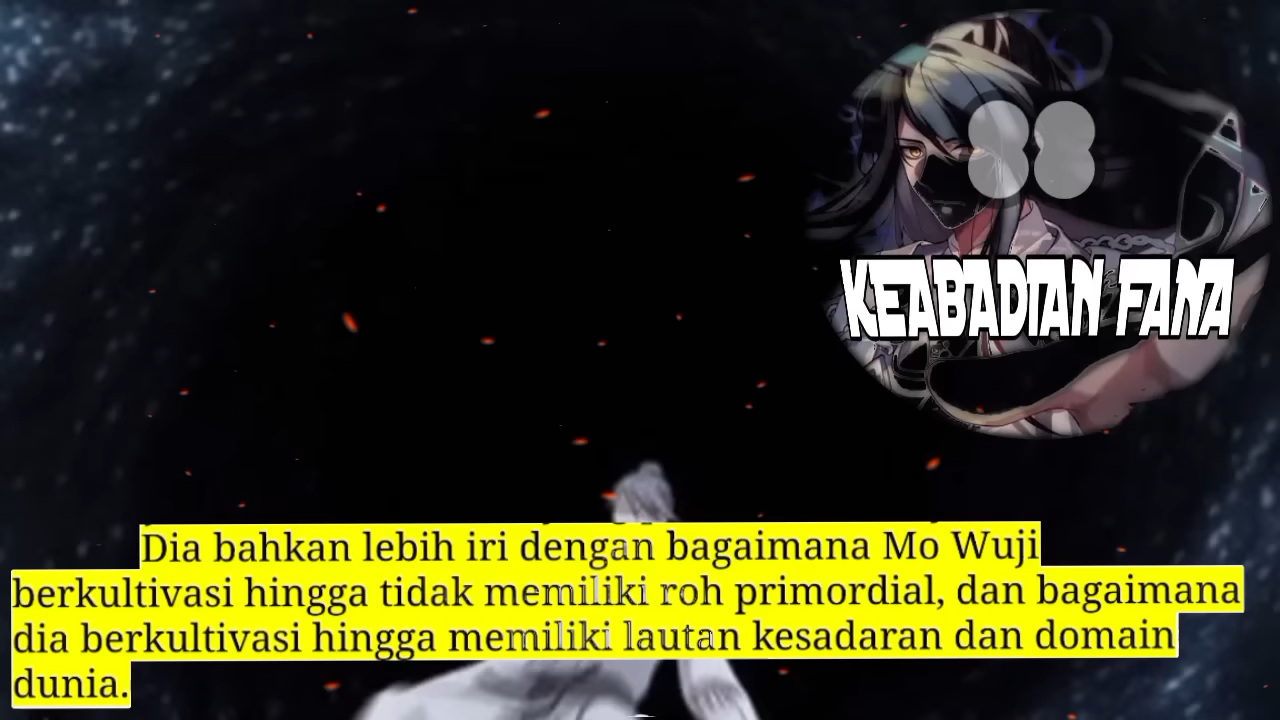 KEABADIAN FANA
Dia bahkan lebih iri dengan bagaimana Mo Wuji
berkultivasi hingga tidak memiliki roh primordial, dan bagaimana
dia berkultivasi hingga memiliki lautan kesadaran dan domain
dunia.